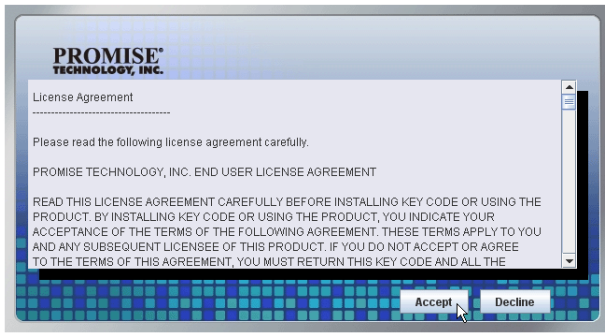 PROMISE®
TECHNOLOGY, INC.
License Agreement
------------------------------------
Please read the following license agreement carefully.
PROMISE TECHNOLOGY, INC. END USER LICENSE AGREEMENT
READ THIS LICENSE AGREEMENT CAREFULLY BEFORE INSTALLING KEY CODE OR USING THE
PRODUCT. BY INSTALLING KEY CODE OR USING THE PRODUCT, YOU INDICATE YOUR
ACCEPTANCE OF THE TERMS OF THE FOLLOWING AGREEMENT. THESE TERMS APPLY TO YOU
AND ANY SUBSEQUENT LICENSEE OF THIS PRODUCT. IF YOU DO NOT ACCEPT OR AGREE
TO THE TERMS OF THIS AGREEMENT, YOU MUST RETURN THIS KEY CODE AND ALL THE
Accept Decline